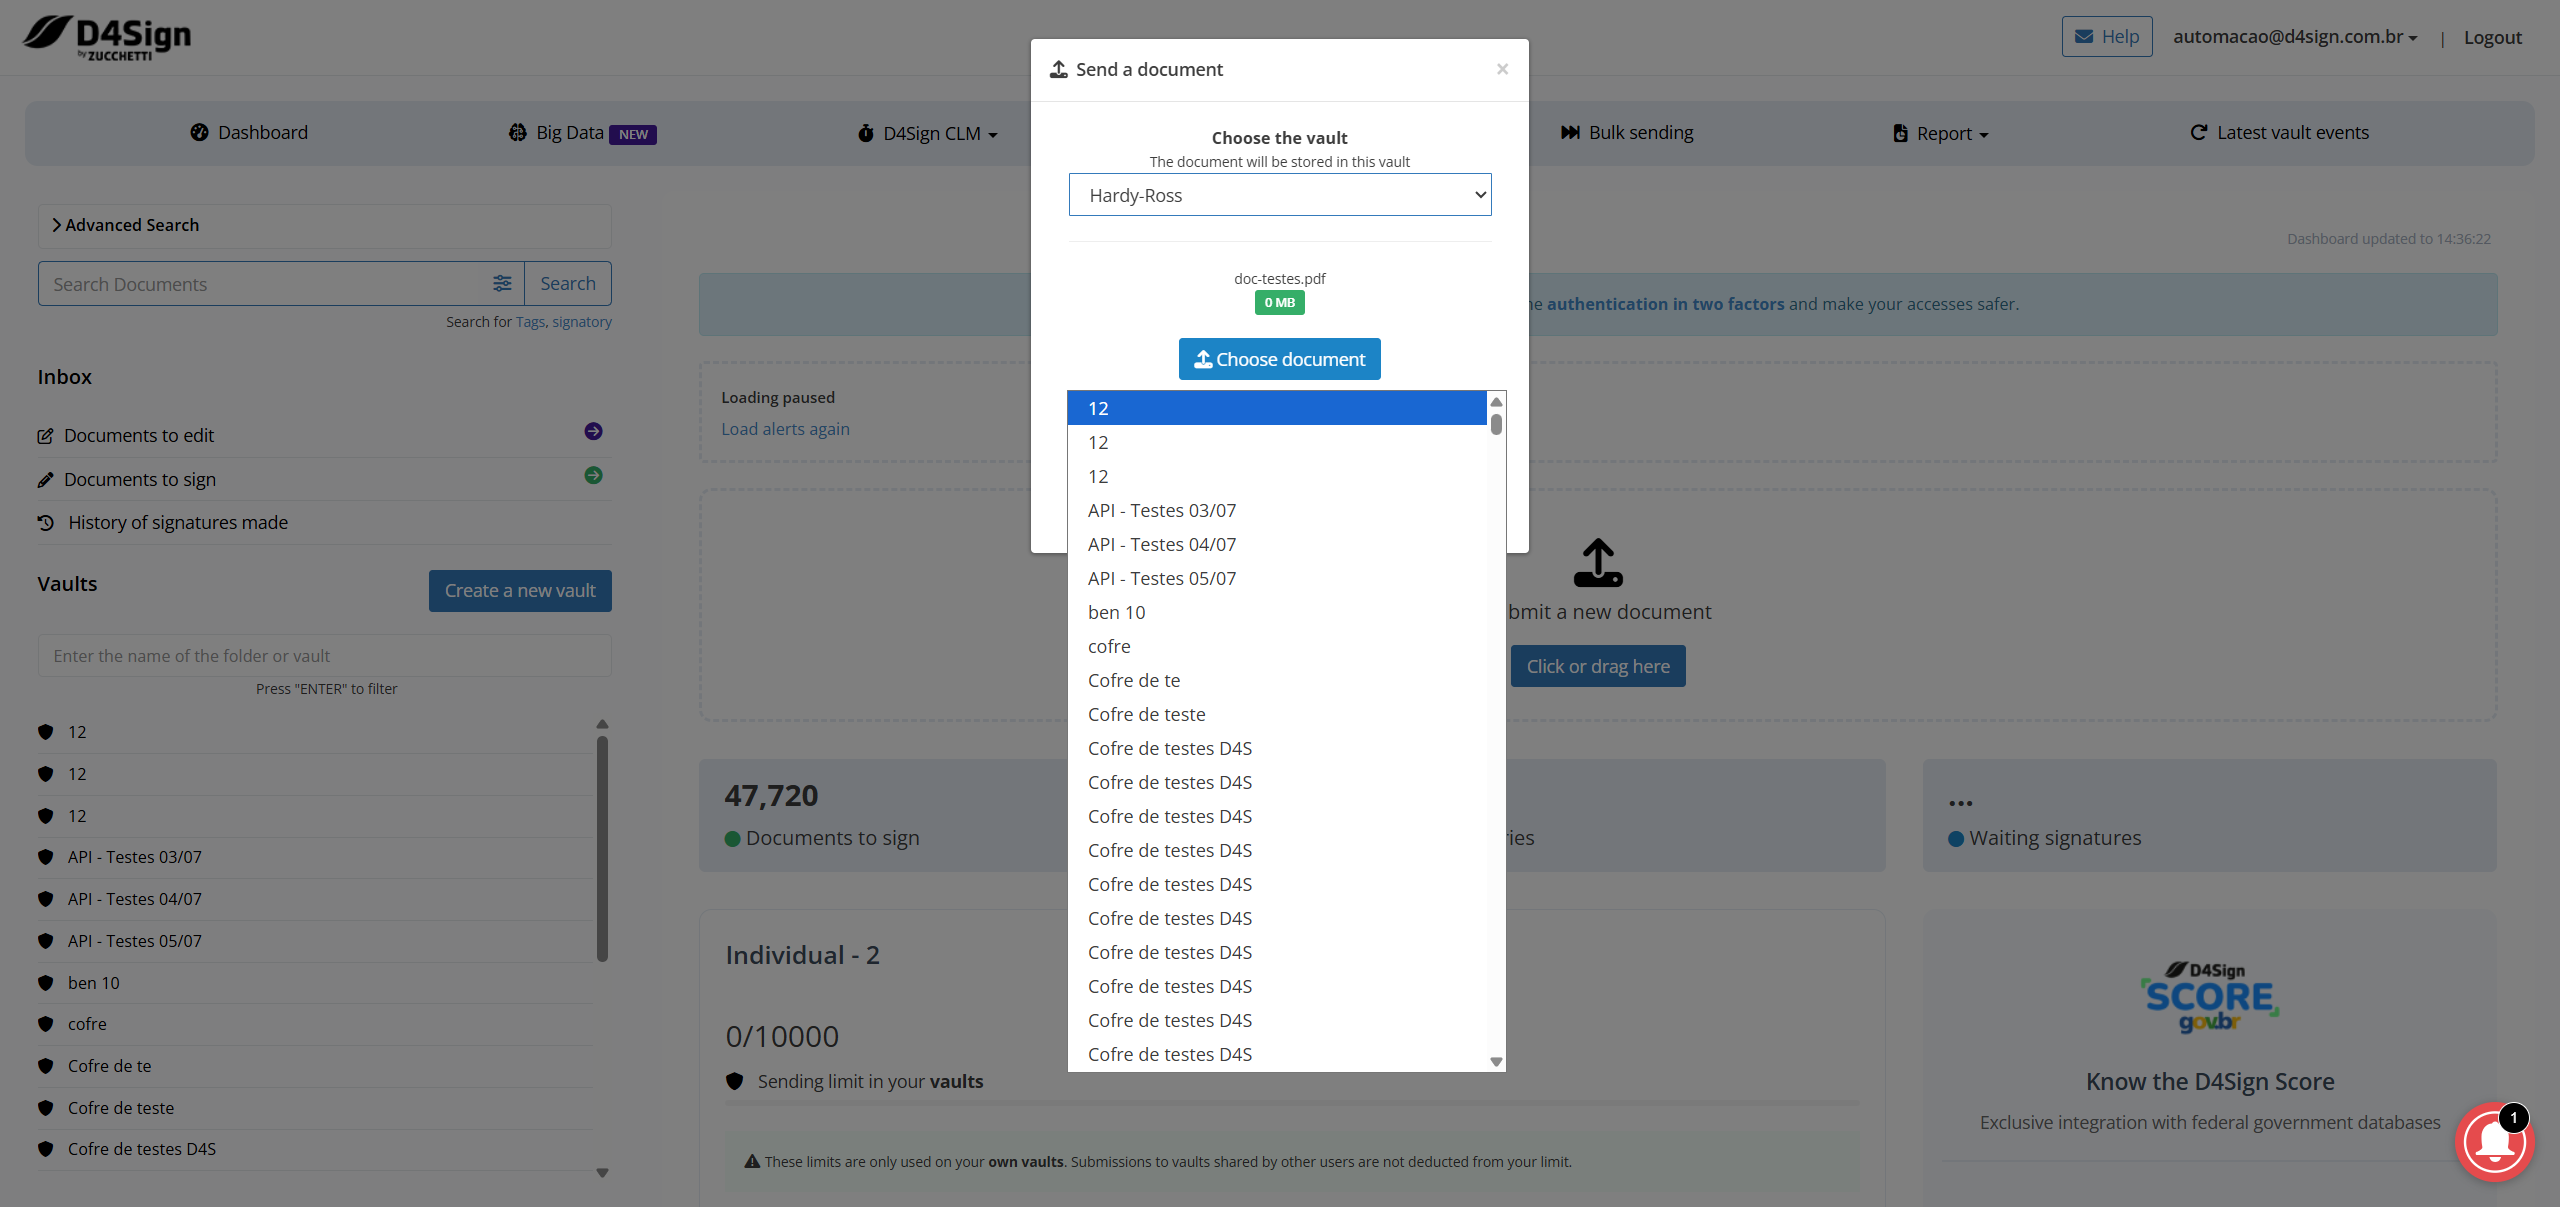 D4Sign
by ZUCCHETTI
Help
automacao@d4sign.com.br
|
Logout
Dashboard
Big Data NEW
D4Sign CLM
Bulk sending
Report
Latest vault events
Advanced Search
Search Documents
Search
Search for Tags, signatory
Inbox
Documents to edit
Documents to sign
History of signatures made
Vaults
Create a new vault
Enter the name of the folder or vault
Press "ENTER" to filter
12
12
12
API - Testes 03/07
API - Testes 04/07
API - Testes 05/07
ben 10
cofre
Cofre de te
Cofre de teste
Cofre de testes D4S
Send a document
×
Choose the vault
The document will be stored in this vault
Hardy-Ross
doc-testes.pdf
0 MB
Choose document
12
12
12
API - Testes 03/07
API - Testes 04/07
API - Testes 05/07
ben 10
cofre
Cofre de te
Cofre de teste
Cofre de testes D4S
Cofre de testes D4S
Cofre de testes D4S
Cofre de testes D4S
Cofre de testes D4S
Cofre de testes D4S
Cofre de testes D4S
Cofre de testes D4S
Cofre de testes D4S
Cofre de testes D4S
Dashboard updated to 14:36:22
authentication in two factors and make your accesses safer.
Loading paused
Load alerts again
a new document
Click or drag here
47,720
Documents to sign
...
Waiting signatures
Individual - 2
0/10000
Sending limit in your vaults
These limits are only used on your own vaults. Submissions to vaults shared by other users are not deducted from your limit.
D4Sign
SCORE
gov.br
Know the D4Sign Score
Exclusive integration with federal government databases
1